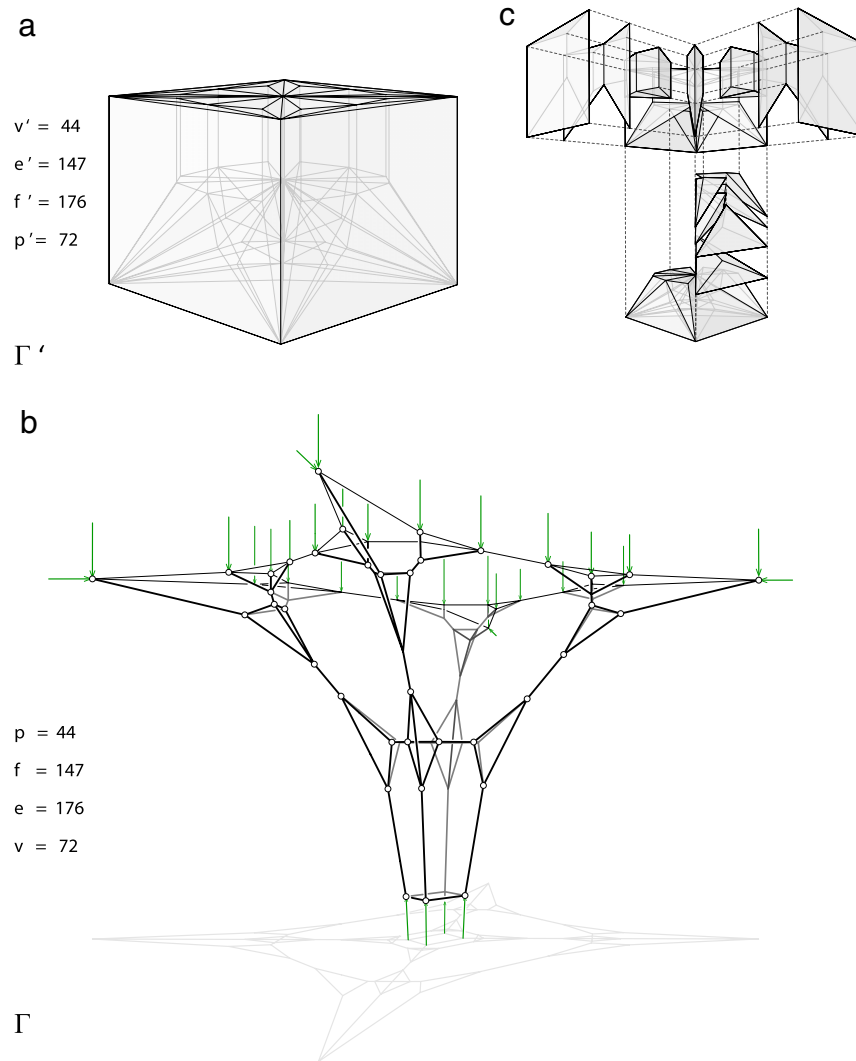 a
v‘ = 44
e’ = 147
f ’ = 176
p’= 72
Γ ‘
c
b
p = 44
f = 147
e = 176
v = 72
Γ